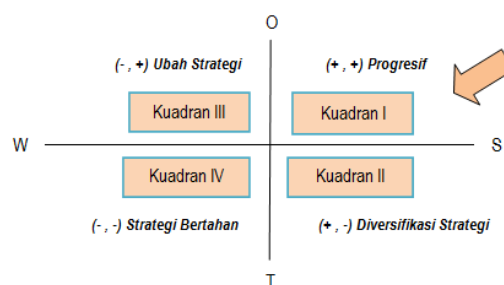 O
(- , +) Ubah Strategi
(+ , +) Progresif
Kuadran III
Kuadran I
W
S
Kuadran IV
Kuadran II
(- , -) Strategi Bertahan
(+ , -) Diversifikasi Strategi
T